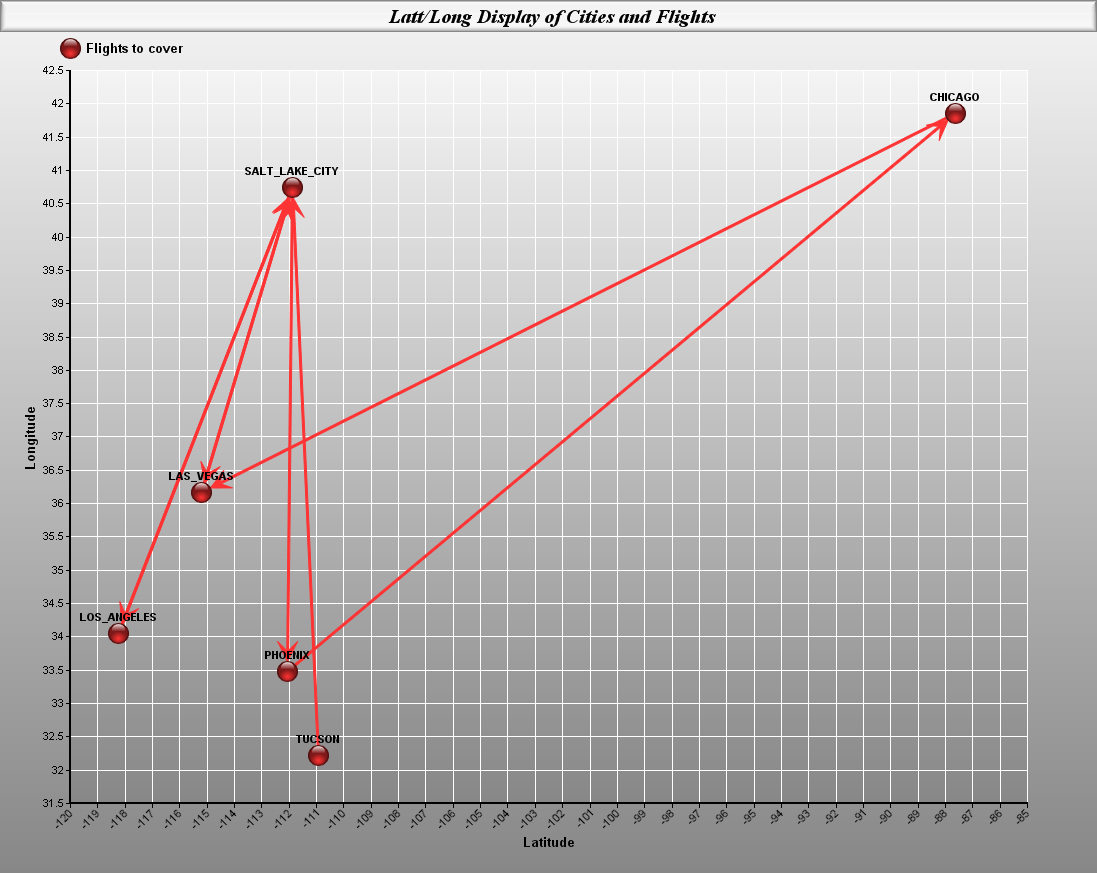 Latt/Long Display of Cities and Flights
Flights to cover
42.5
42
41.5
41
40.5
40
39.5
39
38.5
38
37.5
37
36.5
36
35.5
35
34.5
34
33.5
33
32.5
32
31.5
Longitude
CHICAGO
SALT_LAKE_CITY
LAS_VEGAS
LOS_ANGELES
PHOENIX
TUCSON
-120 -119 -118 -117 -116 -115 -114 -113 -112 -111 -110 -109 -108 -107 -106 -105 -104 -103 -102 -101 -100 -99 -98 -97 -96 -95 -94 -93 -92 -91 -90 -89 -88 -87 -86 -85
Latitude